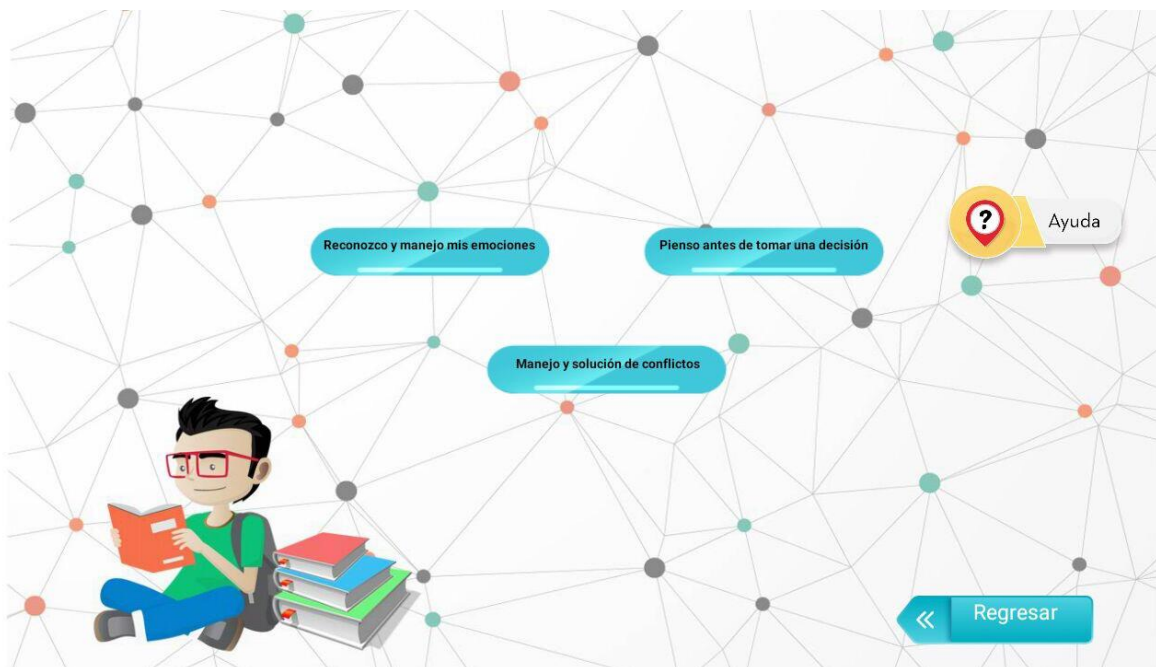 Reconozco y manejo mis emociones
Pienso antes de tomar una decisión
?
Ayuda
Manejo y solución de conflictos
Regresar